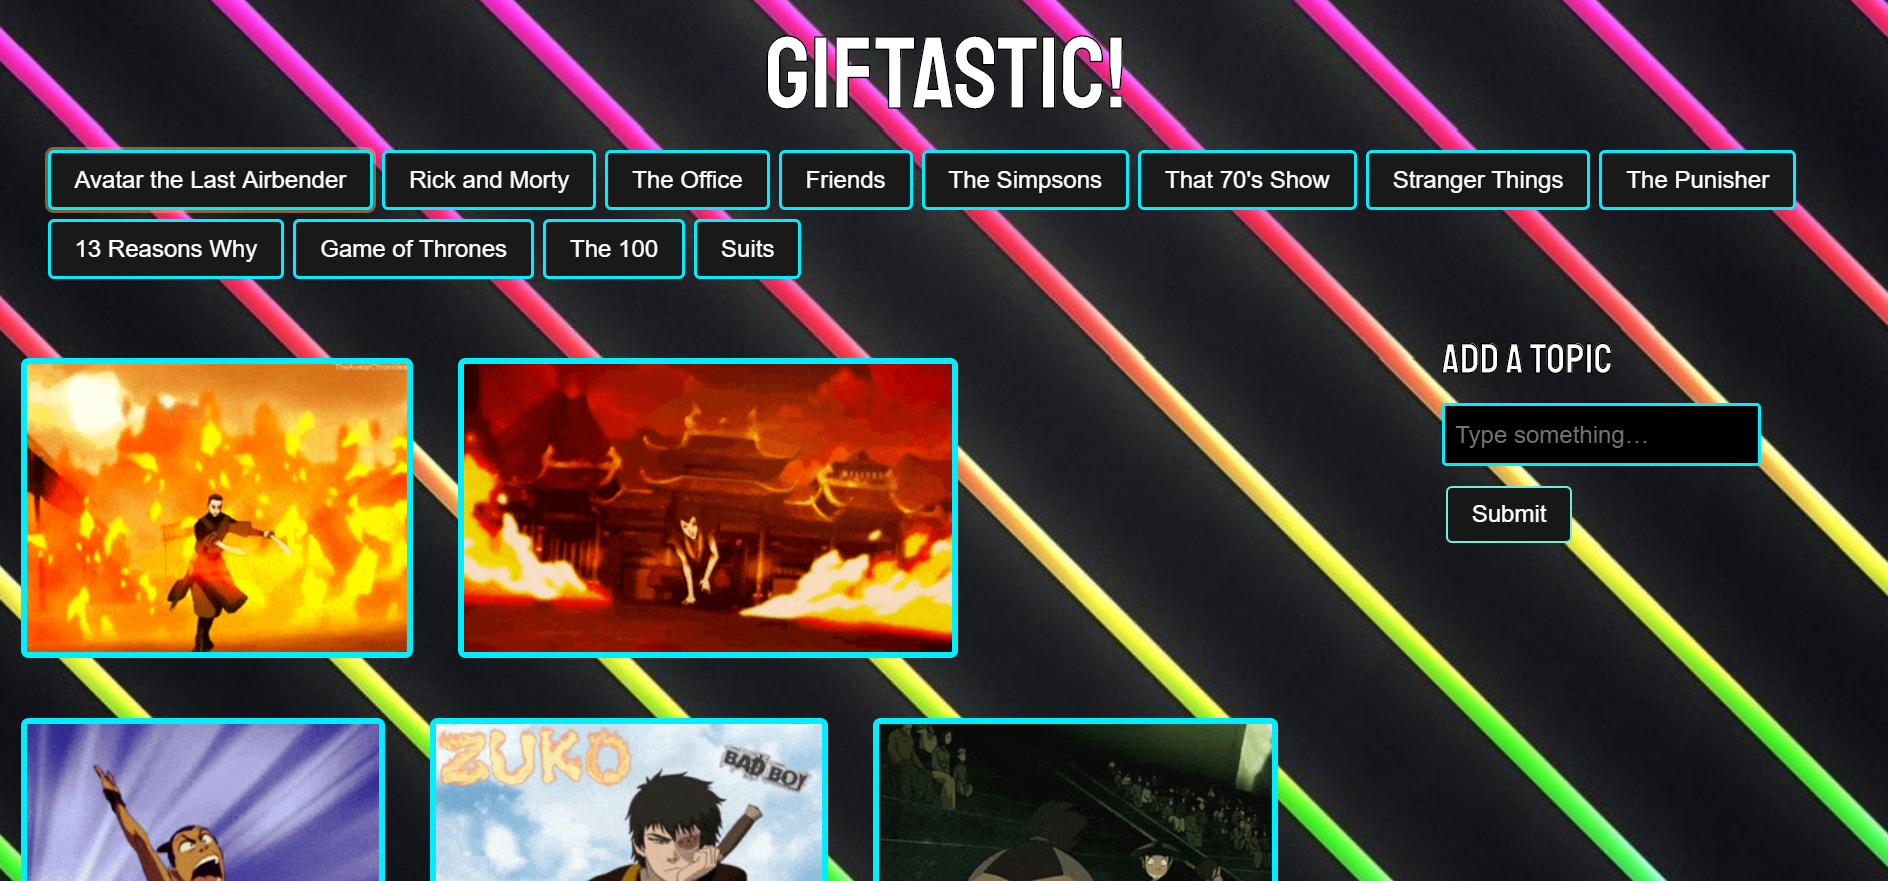 GIFTASTIC!
Avatar the Last Airbender Rick and Morty The Office Friends The Simpsons That 70's Show Stranger Things The Punisher
13 Reasons Why Game of Thrones The 100 Suits
ADD A TOPIC
TheAvatarChronicles
Type something...
Submit
ZUKO
BAD BOY